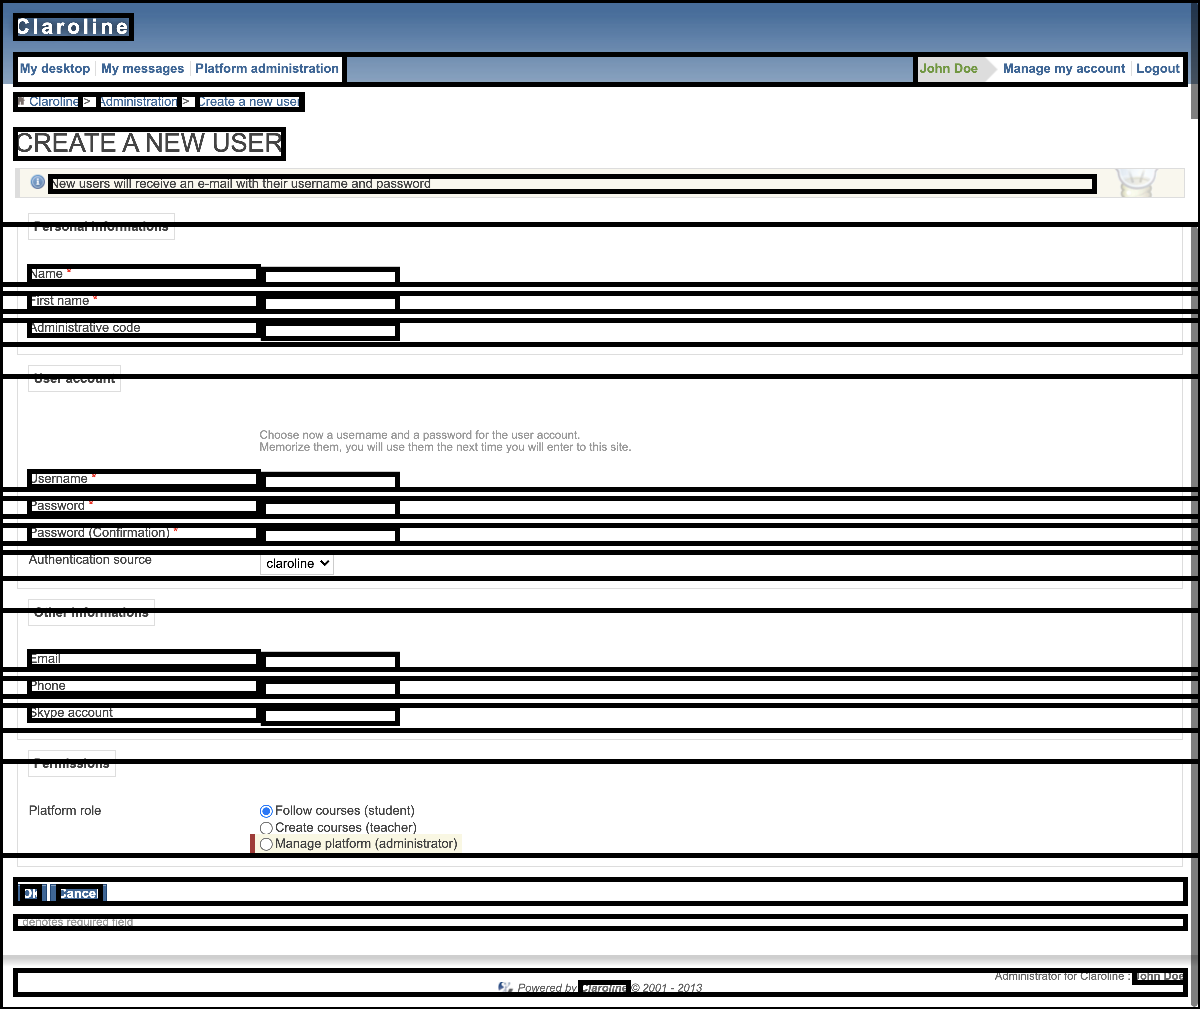 Claroline
My desktop My messages Platform administration John Doe Manage my account Logout
Claroline > Administration > Create a new user
CREATE A NEW USER
New users will receive an e-mail with their username and password
Personal informations
Name *
First name *
Administrative code
User account
Choose now a username and a password for the user account.
Memorize them, you will use them the next time you will enter to this site.
Username *
Password *
Password (Confirmation) *
Authentication source claroline
Other informations
Email
Phone
Skype account
Permissions
Platform role Follow courses (student)
Create courses (teacher)
Manage platform (administrator)
Ok Cancel
denotes required field
Administrator for Claroline : John Doe
Powered by Claroline © 2001 - 2013